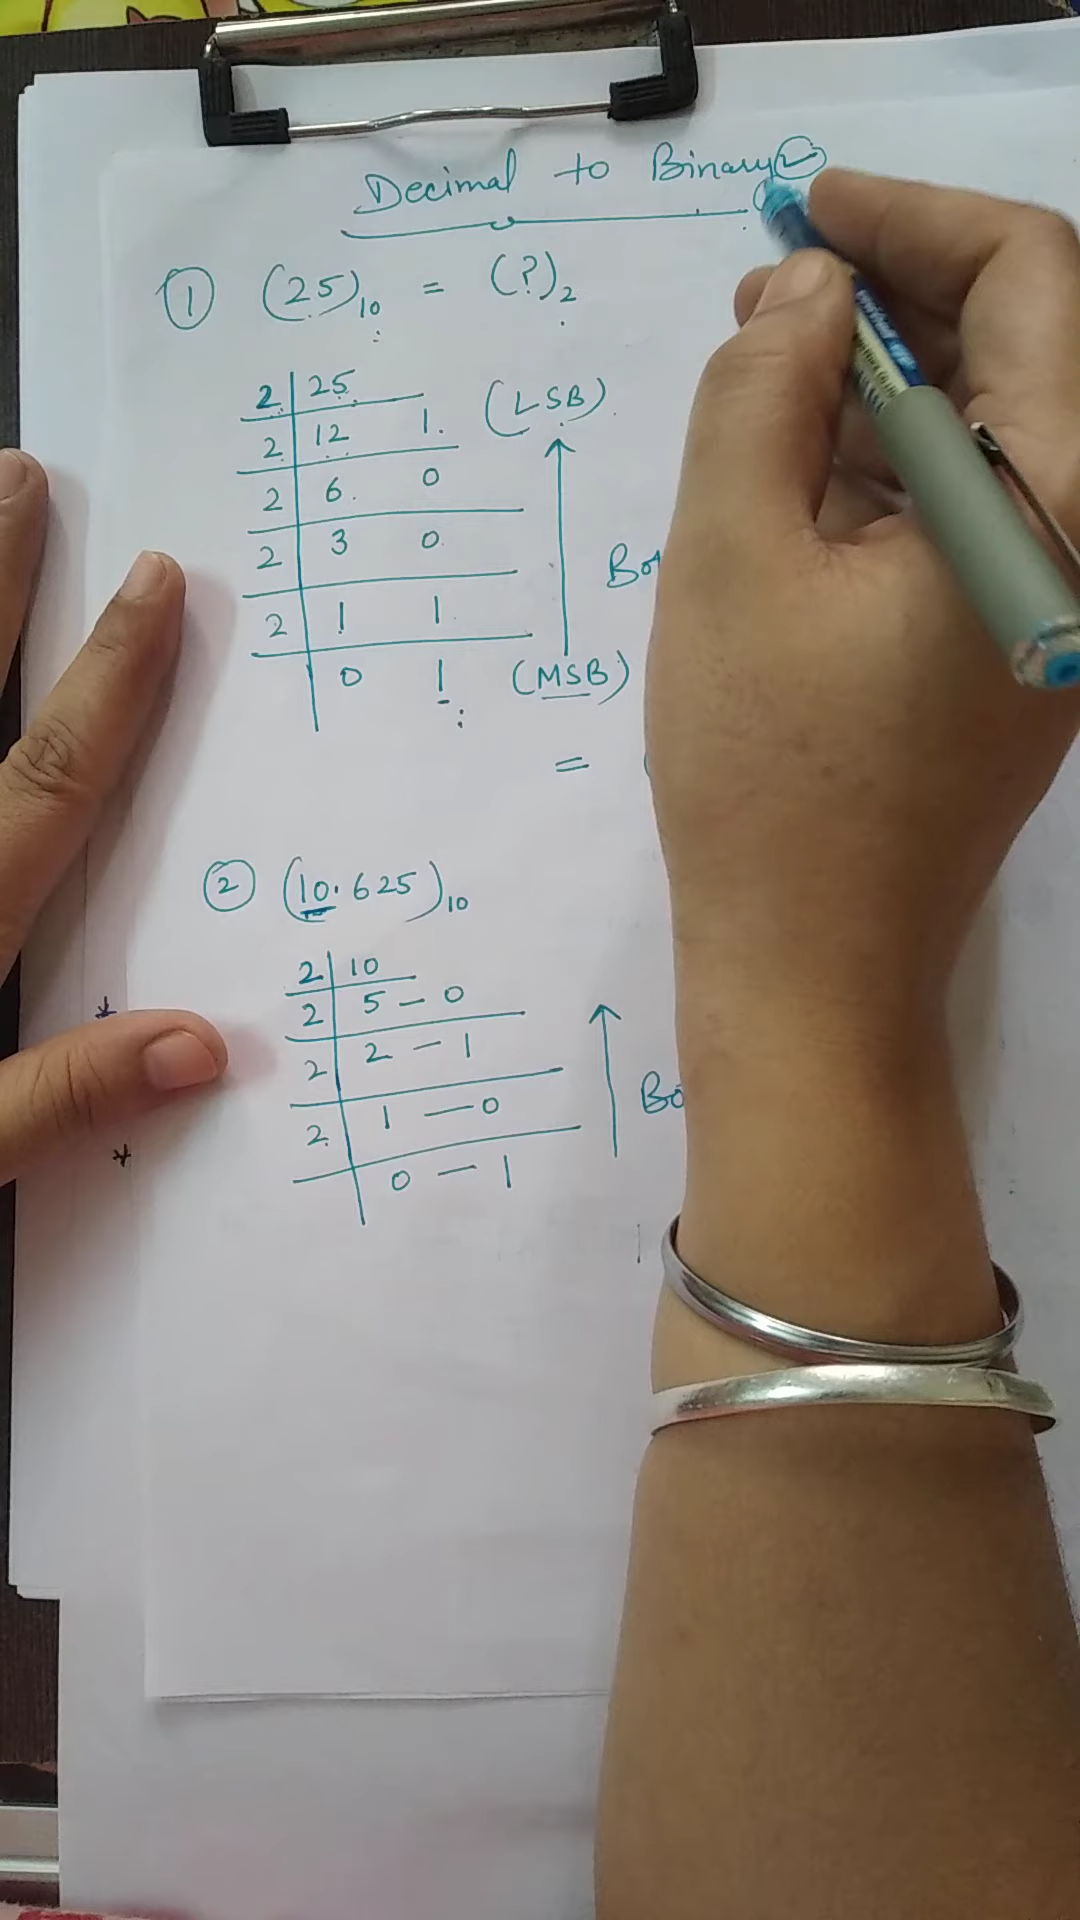 Decimal to Binary 2
1 (25)10 = (?)2
2 25
2 12 1 (LSB)
2 6 0
2 3 0
2 1 1
0 1 (MSB)
=
2 (10.625)10
2 10
2 5 — 0
2 2 — 1
2 1 — 0
0 — 1